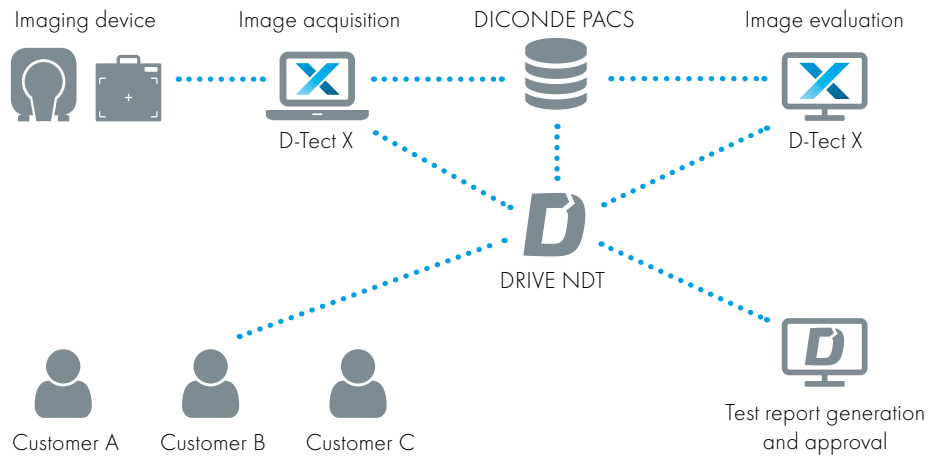 Imaging device
Image acquisition
DICONDE PACS
Image evaluation
D-Tect X
D-Tect X
DRIVE NDT
Test report generation
and approval
Customer A
Customer B
Customer C